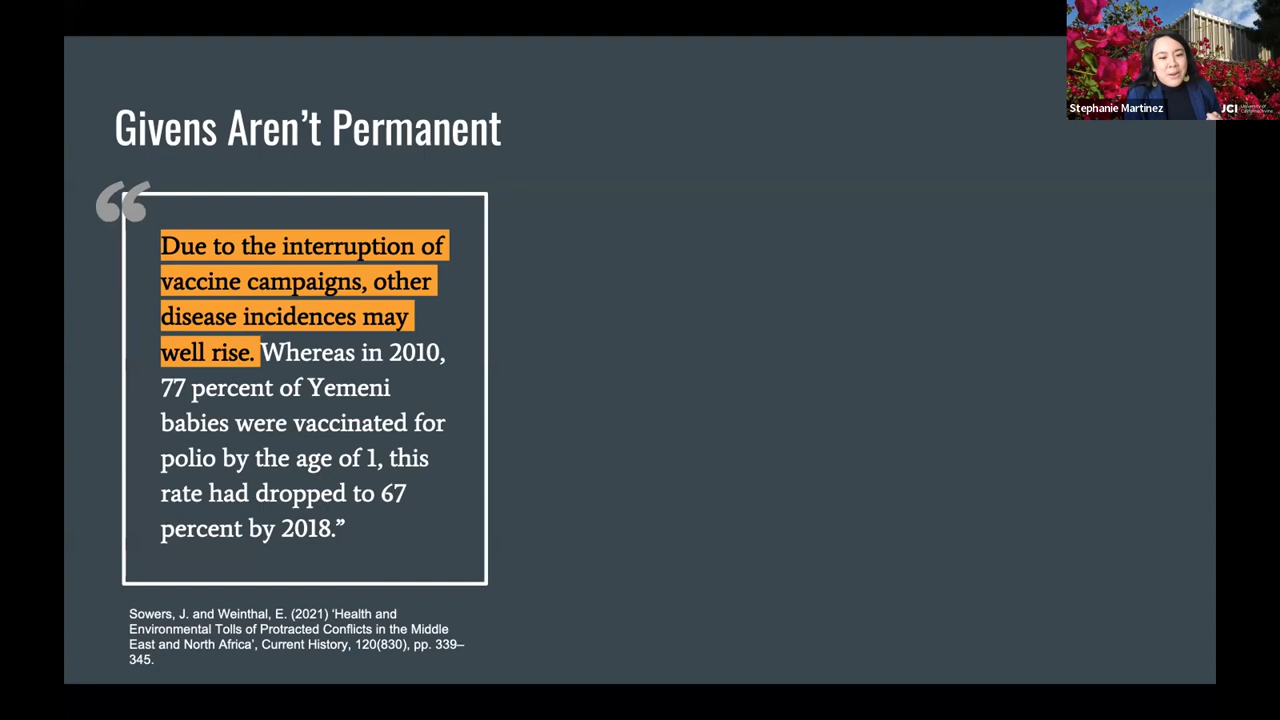 Givens Aren’t Permanent
“
Due to the interruption of
vaccine campaigns, other
disease incidences may
well rise. Whereas in 2010,
77 percent of Yemeni
babies were vaccinated for
polio by the age of 1, this
rate had dropped to 67
percent by 2018.”
Sowers, J. and Weinthal, E. (2021) ‘Health and
Environmental Tolls of Protracted Conflicts in the Middle
East and North Africa’, Current History, 120(830), pp. 339–
345.
Stephanie Martinez
JCI University of